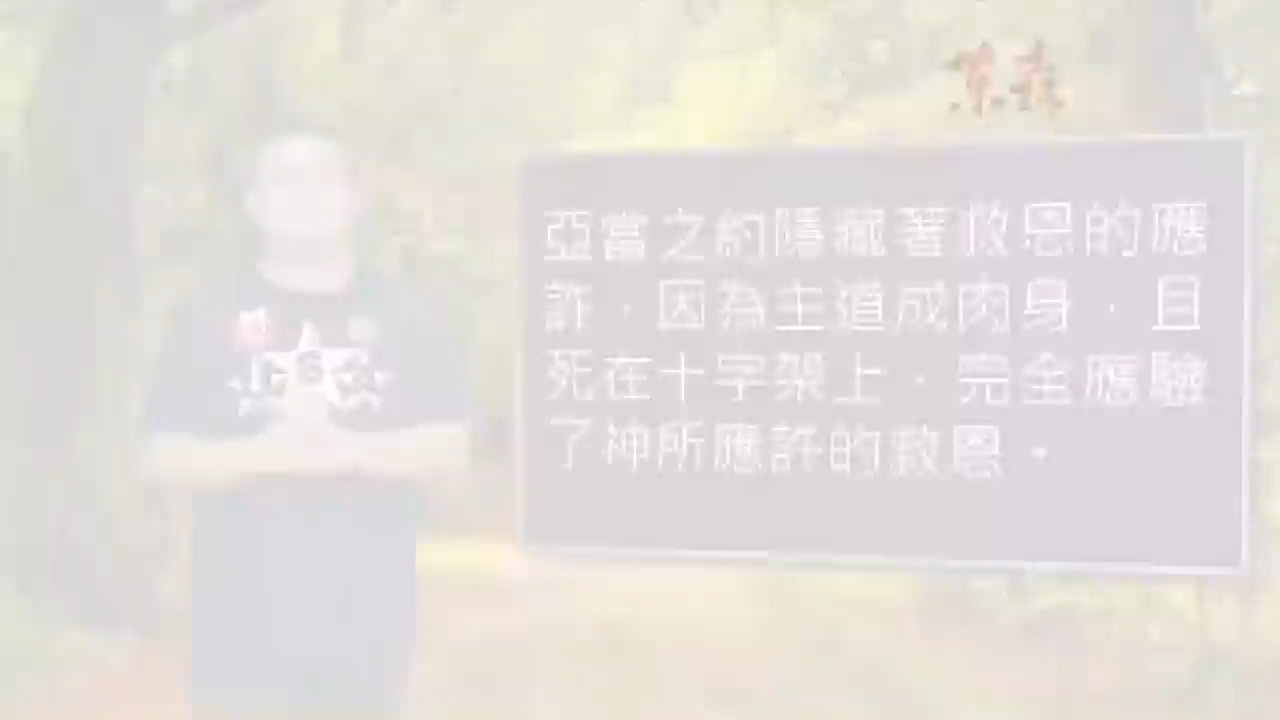 亞當之約隱藏著救恩的應
許，因為主道成肉身，且
死在十字架上，完全應驗
了神所應許的救恩。